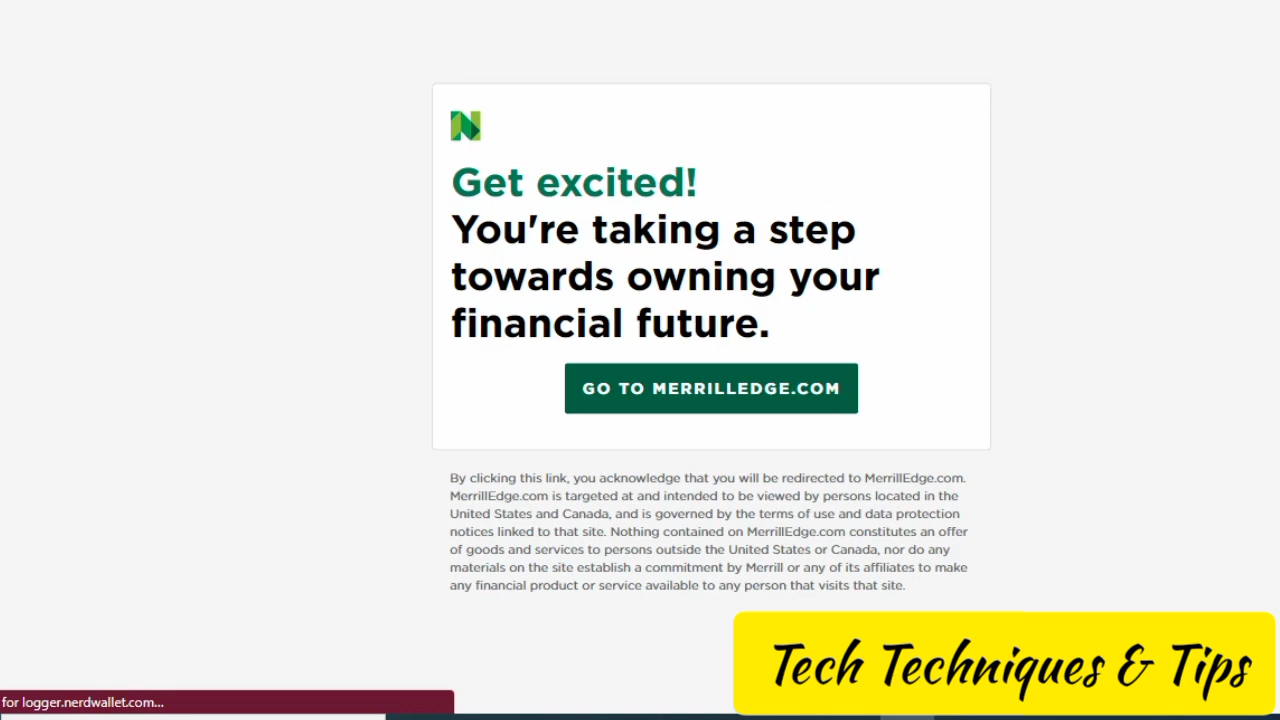 Get excited!
You're taking a step
towards owning your
financial future.
GO TO MERRILLEDGE.COM
By clicking this link, you acknowledge that you will be redirected to MerrillEdge.com.
MerrillEdge.com is targeted at and intended to be viewed by persons located in the
United States and Canada, and is governed by the terms of use and data protection
notices linked to that site. Nothing contained on MerrillEdge.com constitutes an offer
of goods and services to persons outside the United States or Canada, nor do any
materials on the site establish a commitment by Merrill or any of its affiliates to make
any financial product or service available to any person that visits that site.
Tech Techniques & Tips
for logger.nerdwallet.com...